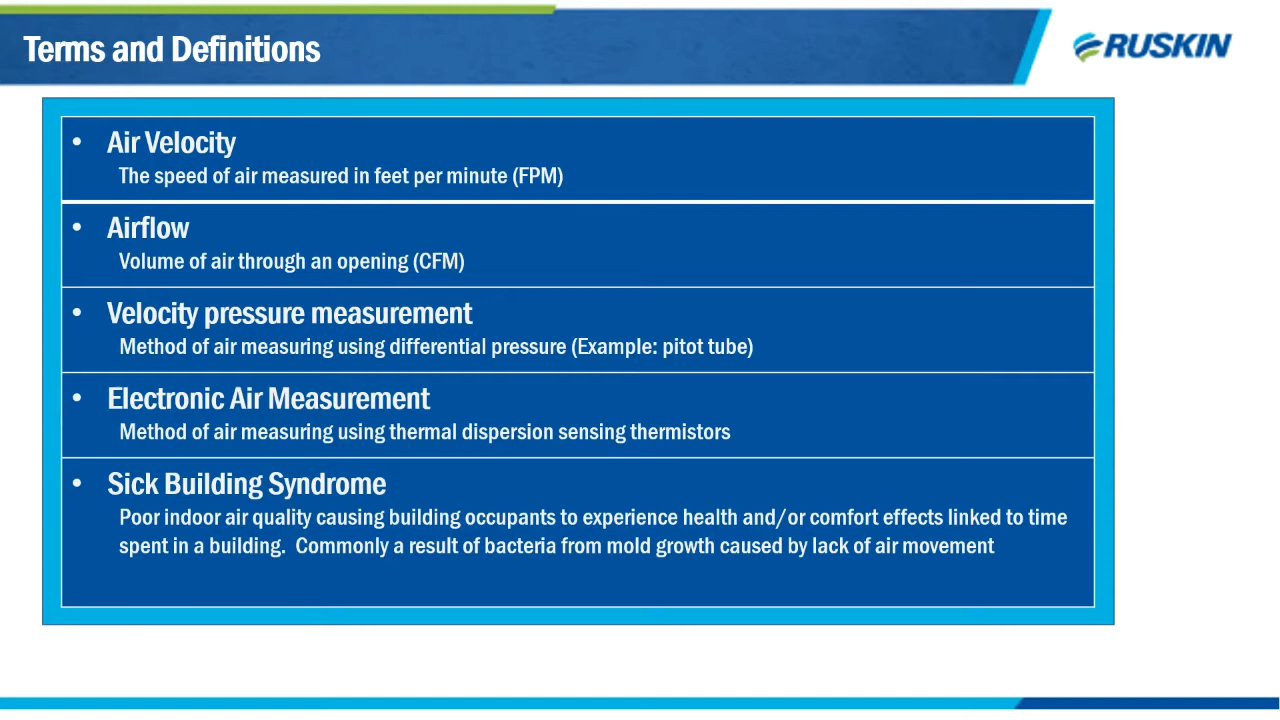 Terms and Definitions
RUSKIN
• Air Velocity
The speed of air measured in feet per minute (FPM)
• Airflow
Volume of air through an opening (CFM)
• Velocity pressure measurement
Method of air measuring using differential pressure (Example: pitot tube)
• Electronic Air Measurement
Method of air measuring using thermal dispersion sensing thermistors
• Sick Building Syndrome
Poor indoor air quality causing building occupants to experience health and/or comfort effects linked to time
spent in a building.  Commonly a result of bacteria from mold growth caused by lack of air movement